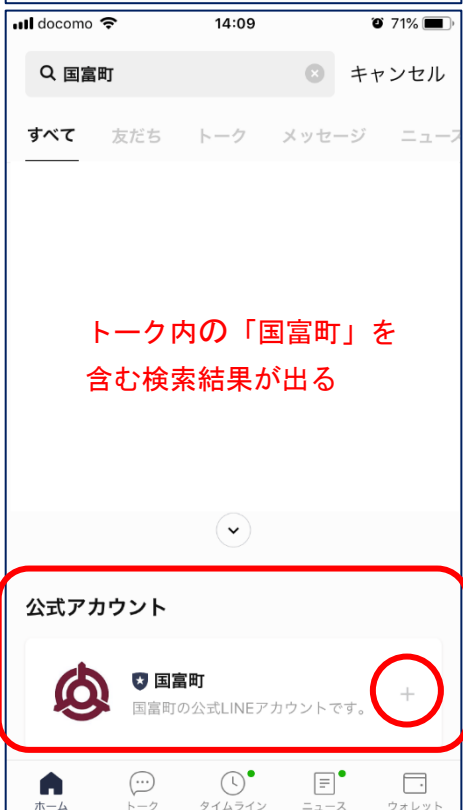 docomo 14:09 71%
国富町 キャンセル
すべて 友だち トーク メッセージ ニュース
トーク内の「国富町」を
含む検索結果が出る
公式アカウント
国富町
国富町の公式LINEアカウントです。
ホーム トーク タイムライン ニュース ウォレット